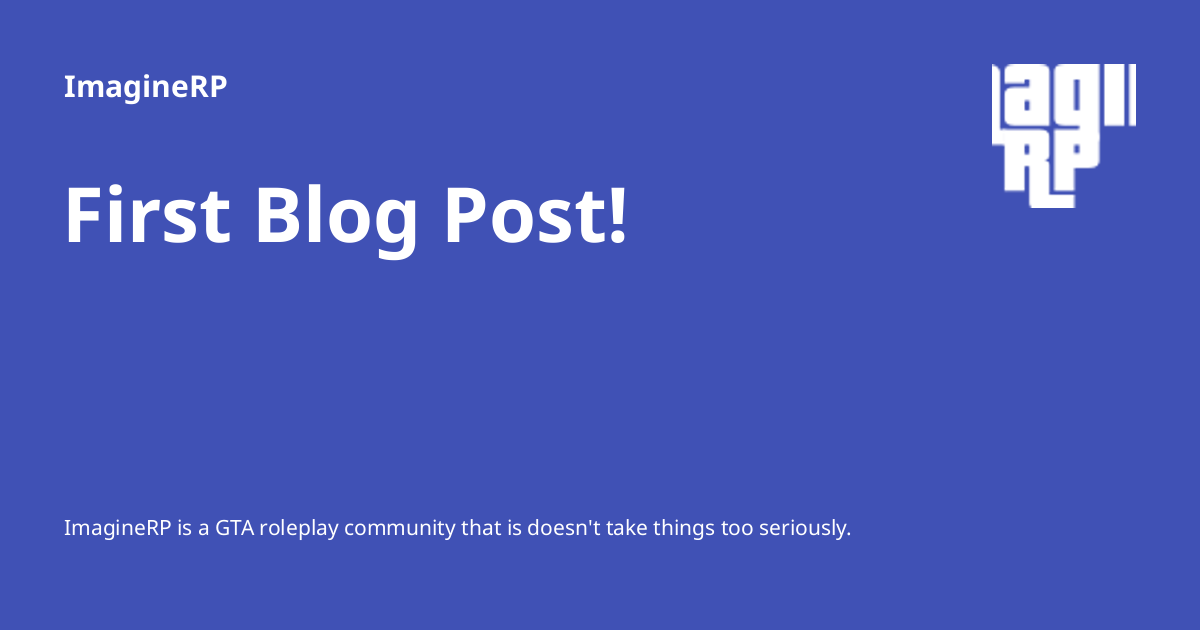 ImagineRP
agi
RP
First Blog Post!
ImagineRP is a GTA roleplay community that is doesn't take things too seriously.